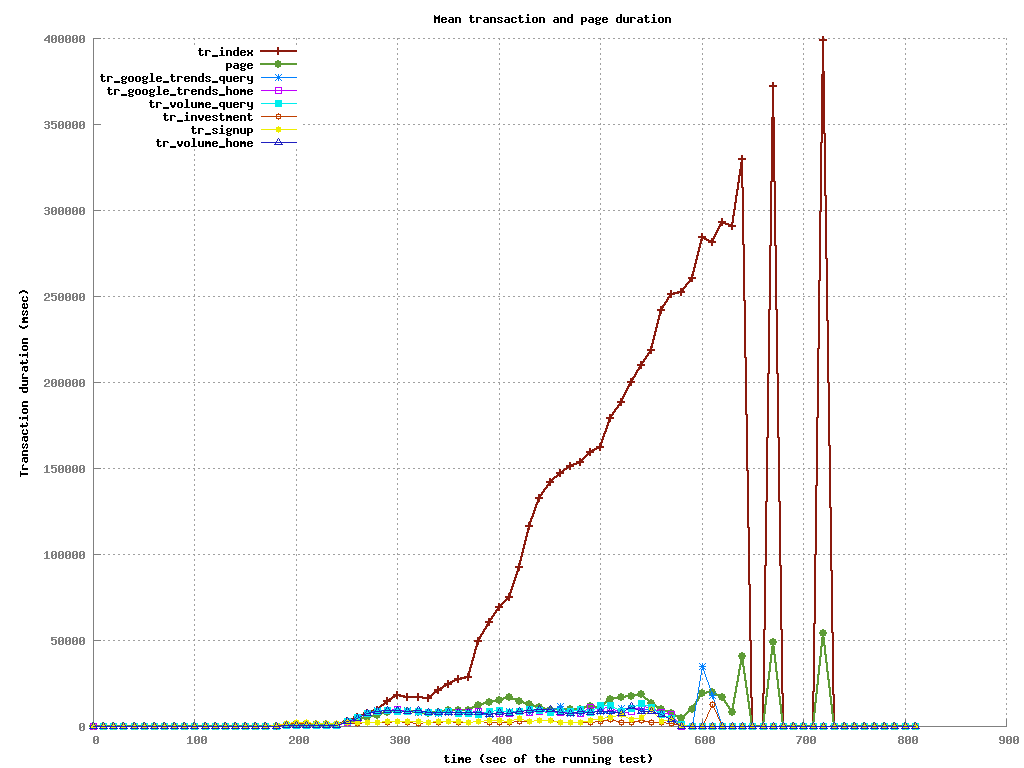 Mean transaction and page duration
400000
350000
300000
250000
200000
150000
100000
50000
0
Transaction duration (msec)
tr_index
page
tr_google_trends_query
tr_google_trends_home
tr_volume_query
tr_investment
tr_signup
tr_volume_home
0 100 200 300 400 500 600 700 800 900
time (sec of the running test)